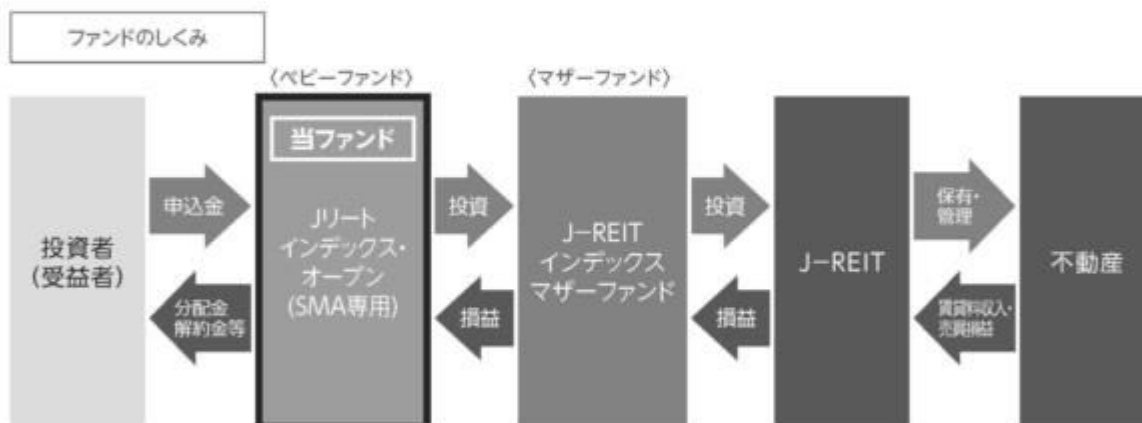 ファンドのしくみ
〈ベビーファンド〉
〈マザーファンド〉
投資者
(受益者)
申込金
分配金
解約金等
当ファンド
Jリート
インデックス・
オープン
(SMA専用)
投資
損益
J-REIT
インデックス
マザーファンド
投資
損益
J-REIT
保有・
管理
賃貸料収入・
売買損益
不動産